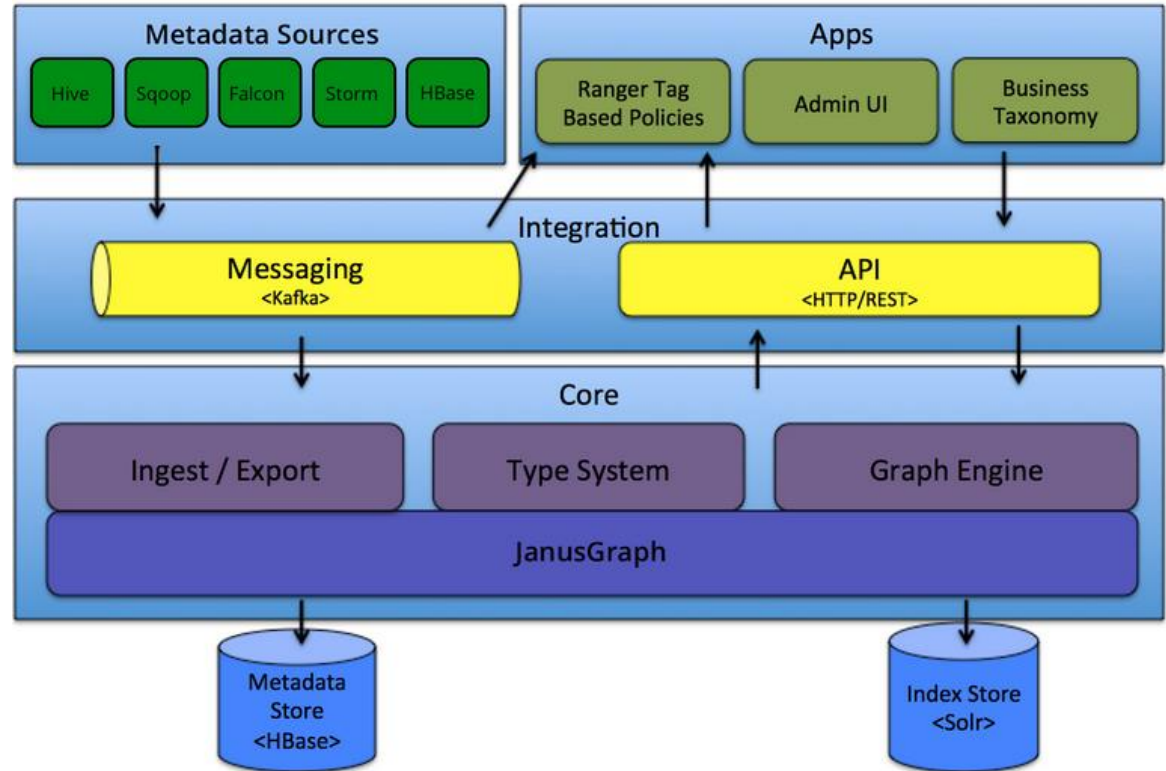 Metadata Sources
Hive
Sqoop
Falcon
Storm
HBase
Apps
Ranger Tag
Based Policies
Admin UI
Business
Taxonomy
Integration
Messaging
<Kafka>
API
<HTTP/REST>
Core
Ingest / Export
Type System
Graph Engine
JanusGraph
Metadata
Store
<HBase>
Index Store
<Solr>